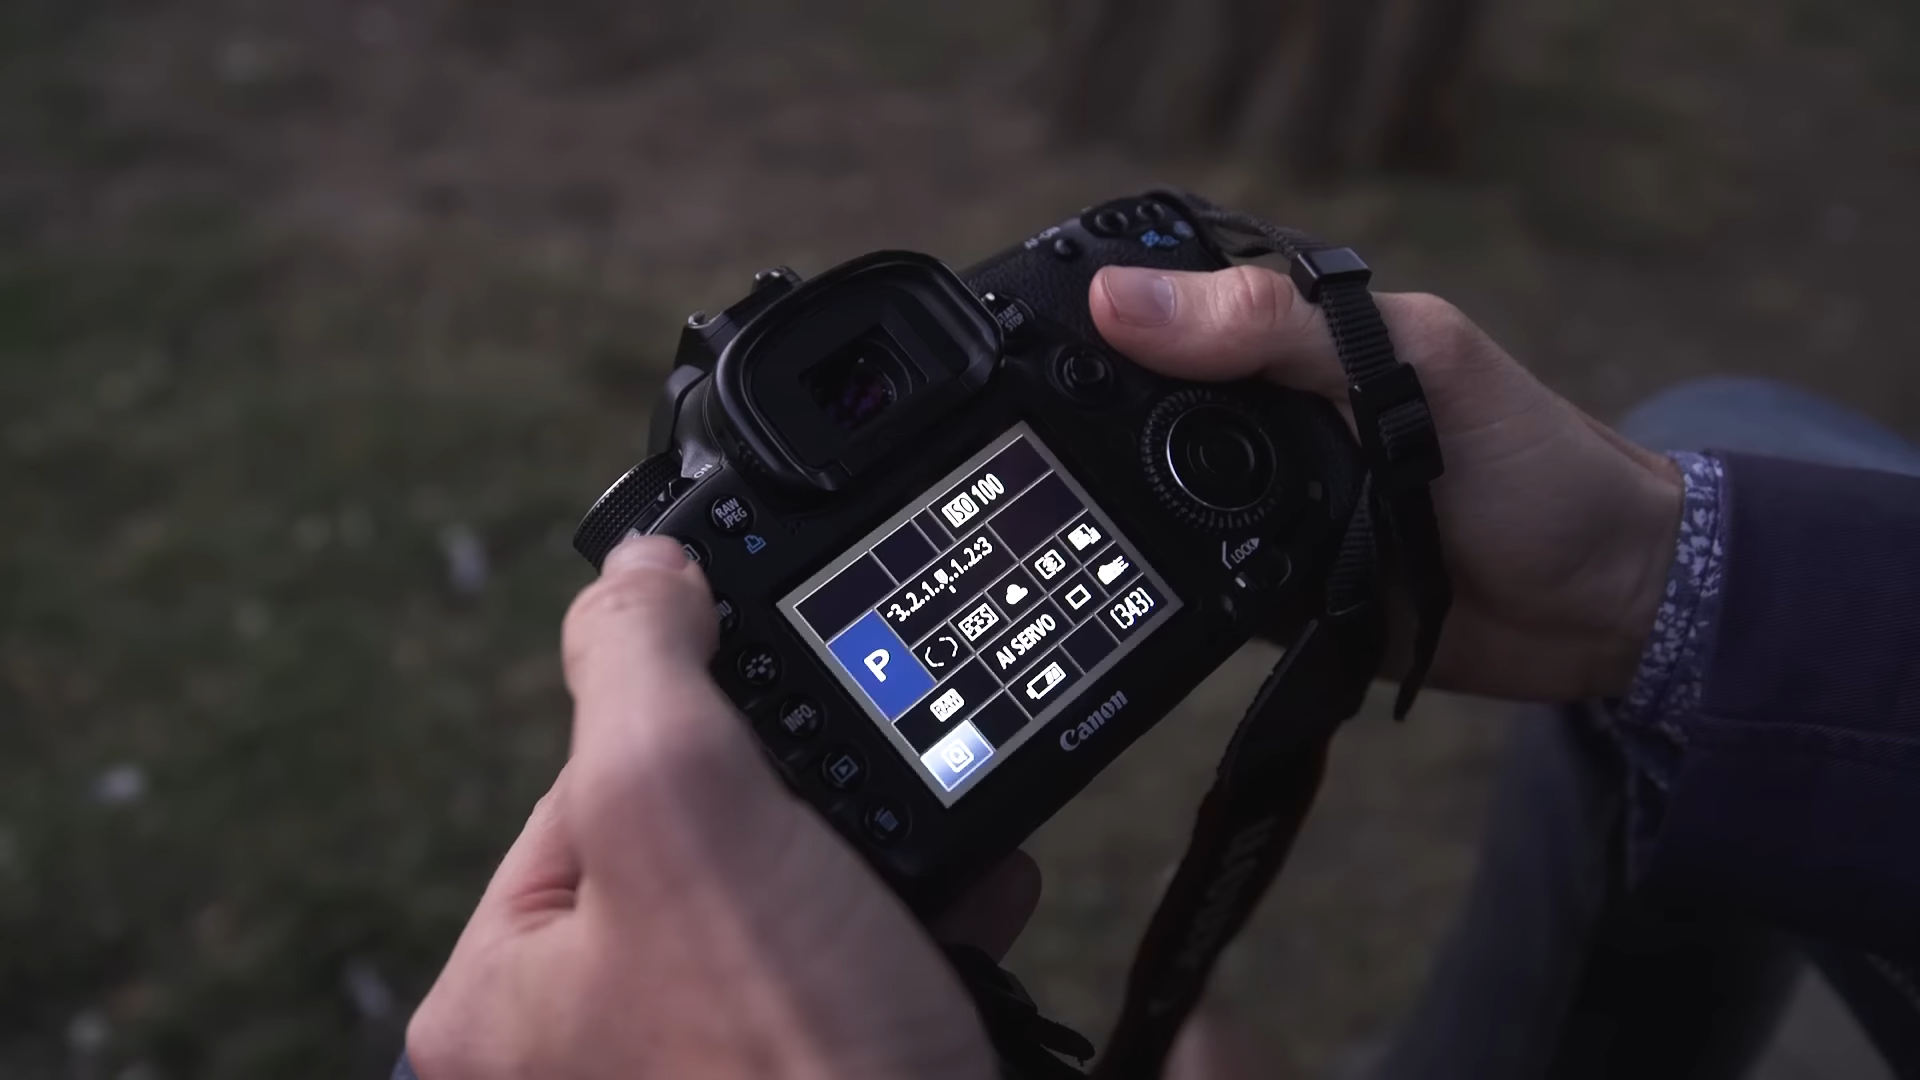 AF-ON
START
STOP
ON
RAW
JPEG
ISO 100
-3..2..1..0..1..2.:3
P
AI SERVO
RAW
[343]
Q
LOCK
INFO.
Canon